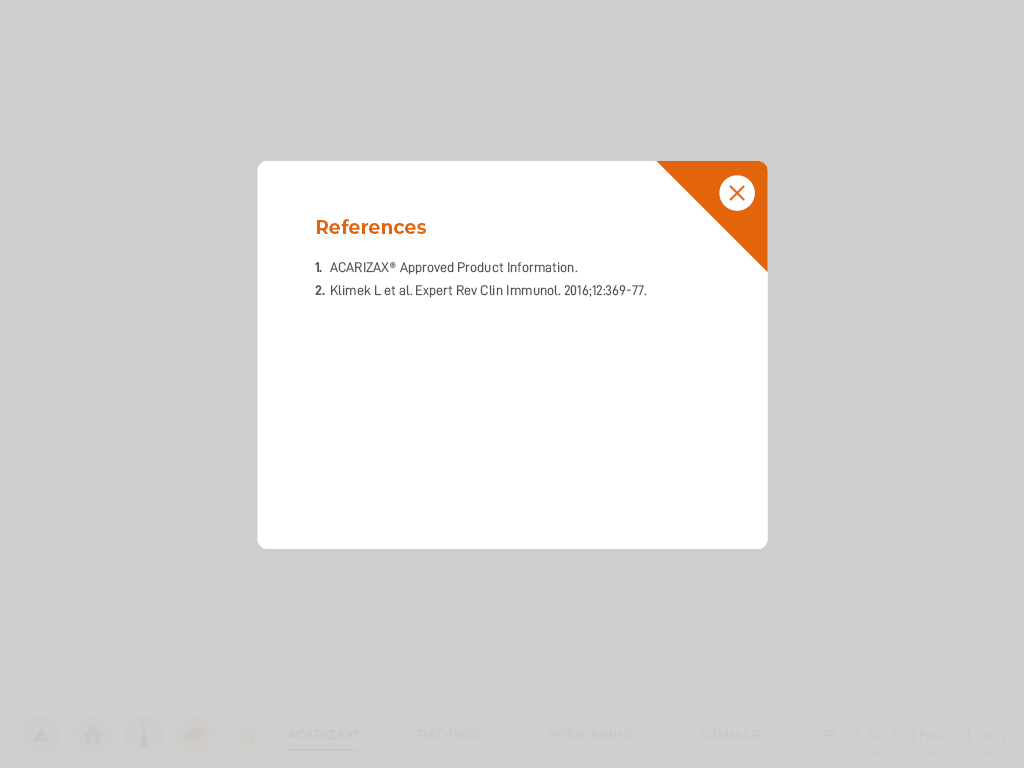 References
1. ACARIZAX® Approved Product Information.
2. Klimek L et al. Expert Rev Clin Immunol. 2016;12:369-77.
ACARIZAX® PATHWAY PRESCRIBING SUMMARY PI SD FAQ R